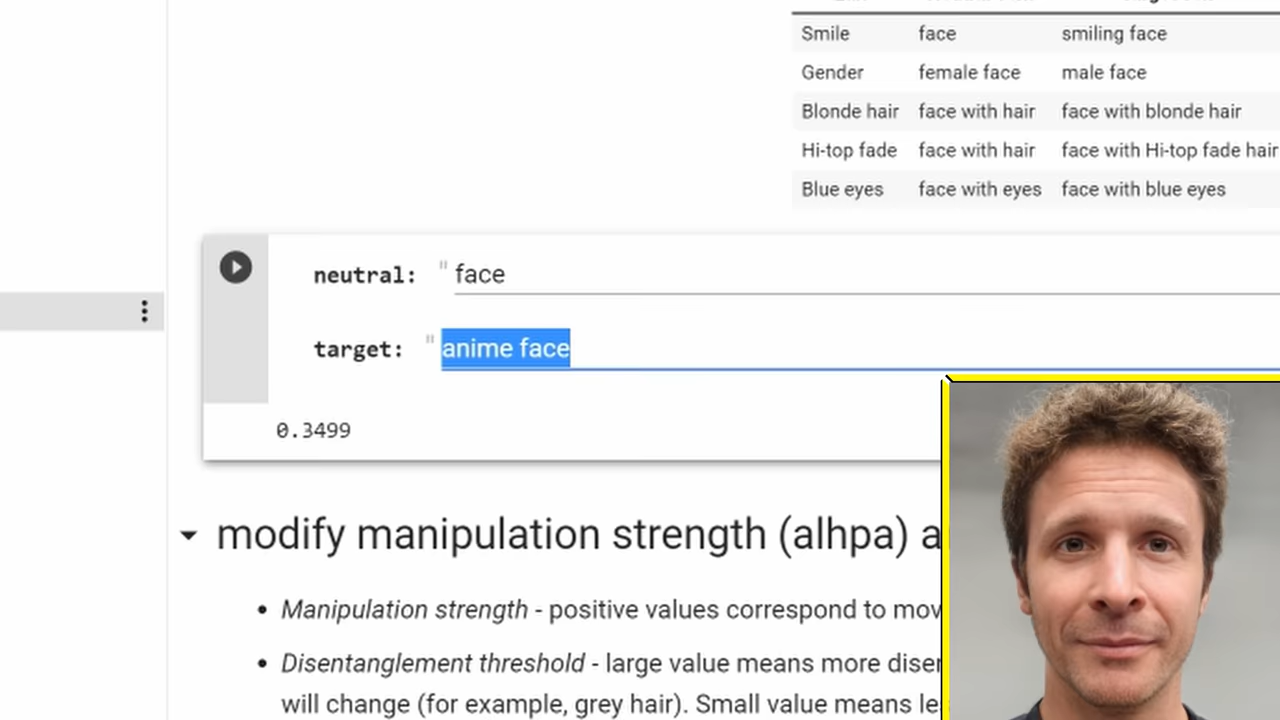 Smile face smiling face
Gender female face male face
Blonde hair face with hair face with blonde hair
Hi-top fade face with hair face with Hi-top fade hair
Blue eyes face with eyes face with blue eyes
neutral: " face
target: " anime face
0.3499
modify manipulation strength (alhpa) a
• Manipulation strength - positive values correspond to mov
• Disentanglement threshold - large value means more diser
will change (for example, grey hair). Small value means le